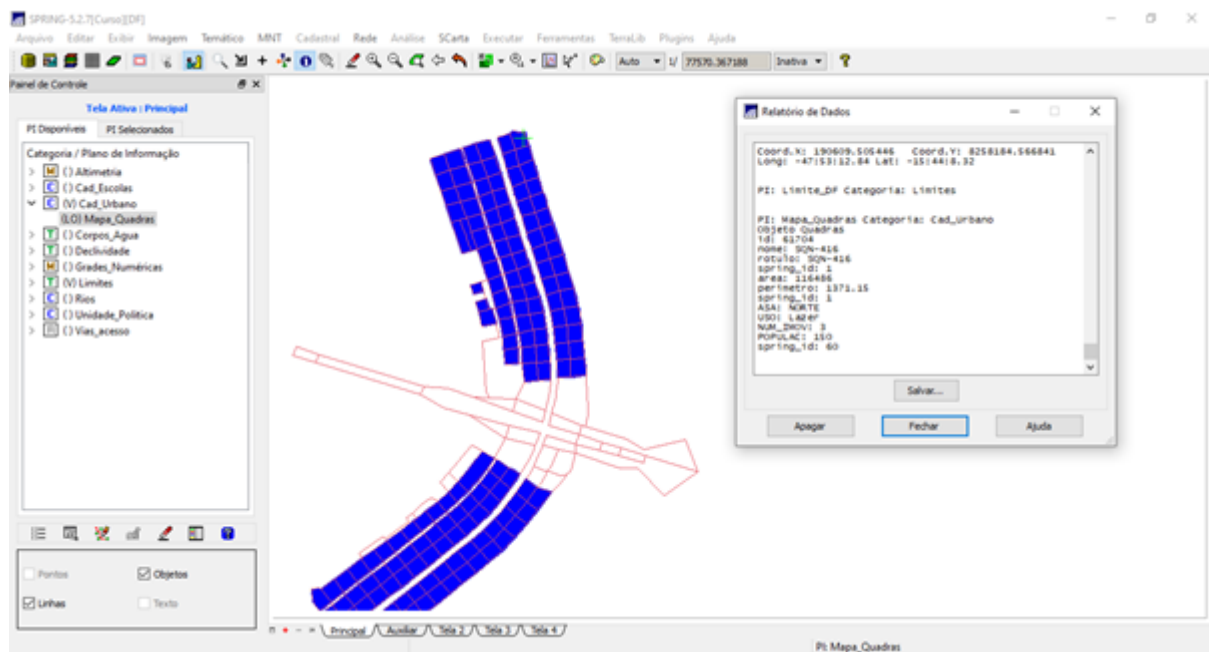 SPRING-5.2.7[Curso][DF]
Arquivo Editar Exibir Imagem Temático MNT Cadastral Rede Análise SCarta Executar Ferramentas TerraLib Plugins Ajuda
Auto 1/ 77570.367188 Inativa
Painel de Controle
Tela Ativa : Principal
PI Disponíveis PI Selecionados
Categoria / Plano de Informação
M () Altimetria
C () Cad_Escolas
C (V) Cad_Urbano
(LO) Mapa_Quadras
T () Corpos_Agua
T () Declividade
M () Grades_Numéricas
T (V) Limites
C () Rios
C () Unidade_Politica
R () Vias_acesso
Pontos Objetos
Linhas Texto
Relatório de Dados
Coord.X: 190609.505446 Coord.Y: 8258184.566841
Long: -47|53|12.84 Lat: -15|44|8.32
PI: Limite_DF Categoria: Limites
PI: Mapa_Quadras Categoria: Cad_Urbano
Objeto Quadras
id: 61704
nome: SQN-416
rotulo: SQN-416
spring_id: 1
area: 116486
perimetro: 1371.15
spring_id: 1
ASA: NORTE
USO: Lazer
NUM_IMOV: 3
POPULAC: 150
spring_id: 60
Salvar...
Apagar Fechar Ajuda
Principal Auxiliar Tela 2 Tela 3 Tela 4
PI: Mapa_Quadras